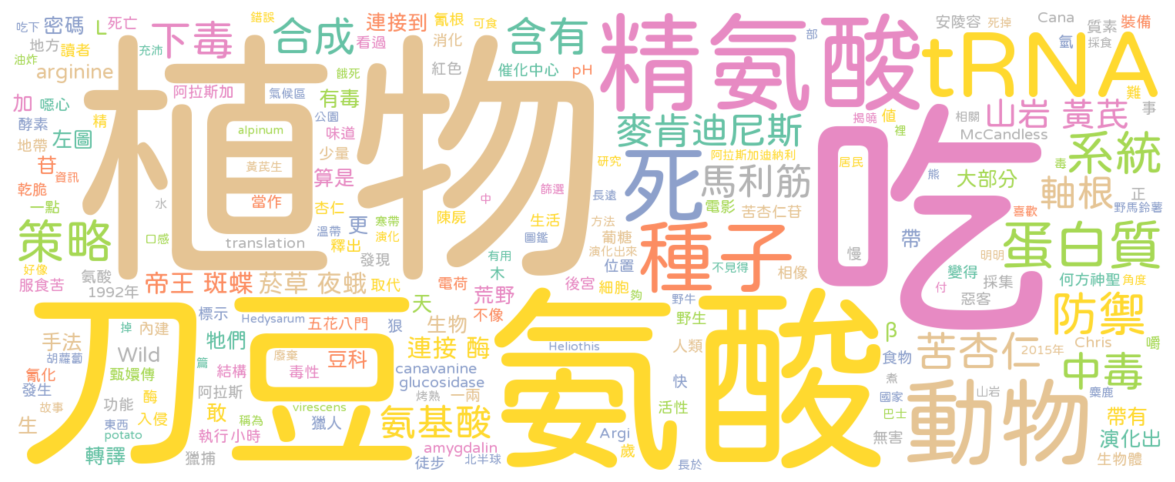 吃下 密碼 L 死亡 下毒 錯誤 合成 連接到 氰根 可食 含有 精氨酸 部 安陵容 死掉 Cana 質素 裝備
地方 讀者 充沛 看過 消化 氫 採食 tRNA
油炸 arginine 餓死 紅色 催化中心 pH 揭曉 值 相關 難
加 噁心 阿拉斯加 氣候區 有毒 麥肯迪尼斯 裡 山岩 黃芪 事
酵素 精 左圖 植物 公園 味道 McCandless
地帶 alpinum 少量 研究 死 阿拉斯加迪納利 居民 吃 毒 系統
苷 資訊 黃芪生 中 篩選 馬利筋 熊 大部分 正
乾脆 水 當作 算是 長遠 電影 苦杏仁苷 喜歡 軸根 野馬鈴薯
一點 杏仁 更 寒帶 陳屍 生活 方法 葡糖 帶
策略 口感 translation 溫帶 演化 圖鑑 種子 演化出來 慢 明明 蛋白質
好像 氨酸 釋出 發現 有用 位置 不見得 變得 何方神聖
服食苦 1992年 帝王 斑蝶 菸草 夜蛾 取代 電荷 木 後宮 細胞 相像 採集 角度
標示 Hedysarum 天 荒野 夠 野牛 付 惡客 防禦
刀豆氨酸 掉 內建 五花八門 狼 不像 野生 β
手法 篇 牠們 生物 嚼
胡蘿蔔 Wild 結構 廢棄 豆科 連接 酶 Heliothis 人類 食物 苦杏仁 2015年 Chris
氰化 甄嬛傳 毒性 canavanine 快 煮 中毒
發生 酶 阿拉斯 glucosidase 國家 山岩 麋鹿
故事 功能 敢 virescens 烤熟 一兩 活性 巴士 動物 帶有
生 東西 入侵 稱為 獵人 氨基酸 Argi 歲 無害 演化出
potato 執行小時 amygdalin
轉譯 獵捕 徒步 北半球 長於 生物體